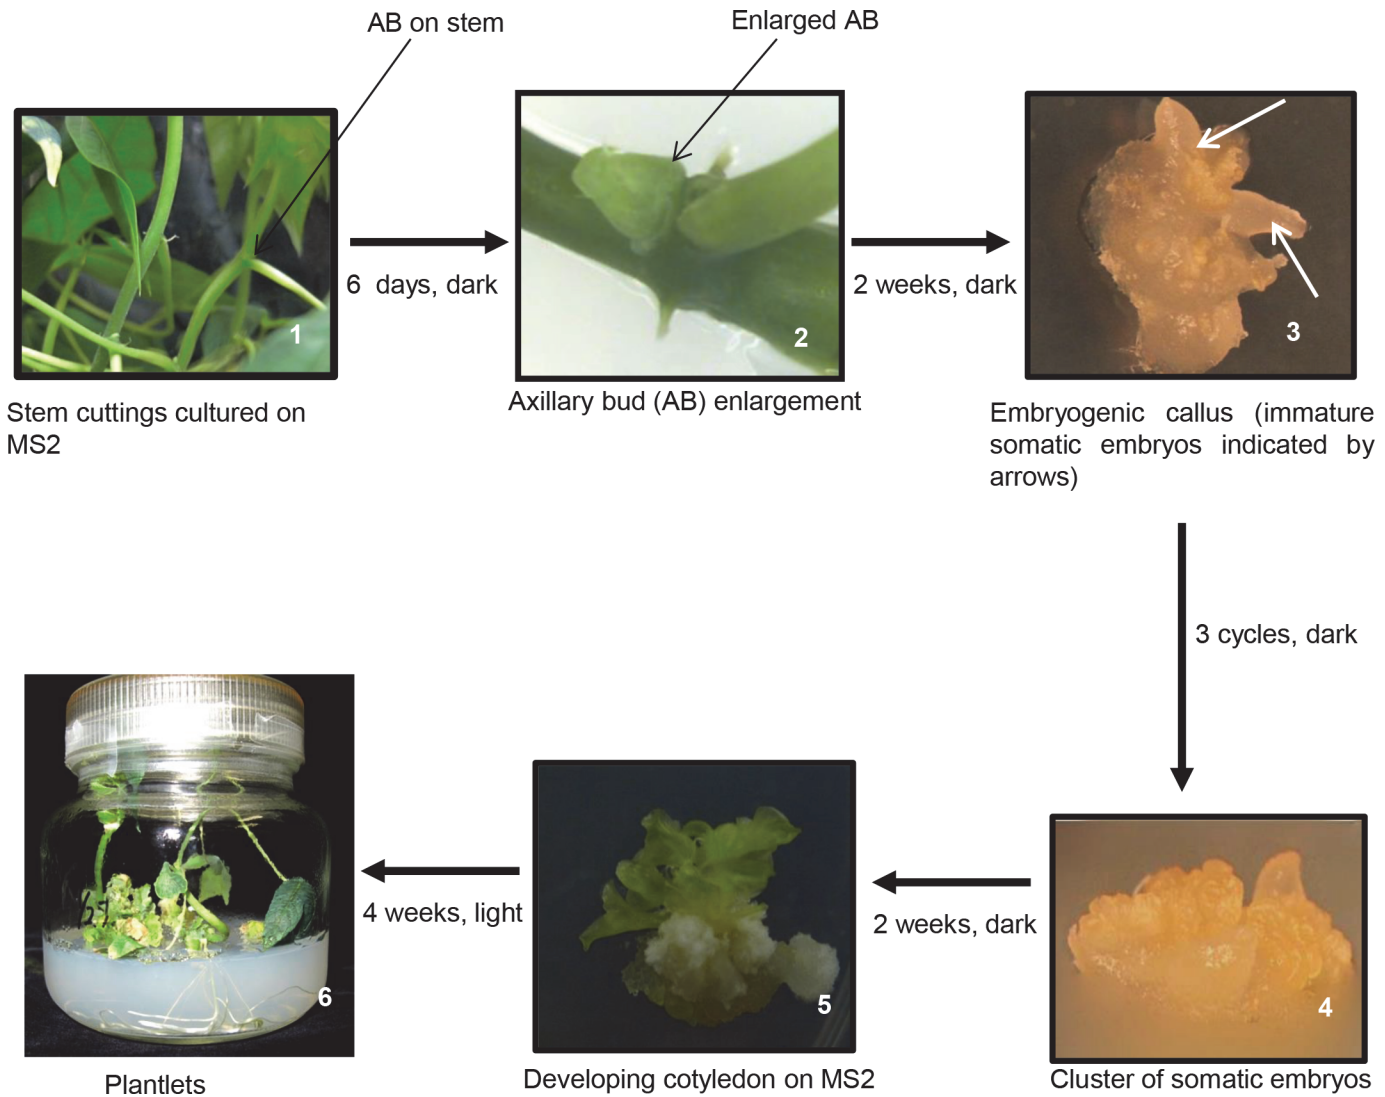 AB on stem
Enlarged AB
1
6 days, dark
2
2 weeks, dark
3
Stem cuttings cultured on
MS2
Axillary bud (AB) enlargement
Embryogenic callus (immature
somatic embryos indicated by
arrows)
3 cycles, dark
4
2 weeks, dark
5
4 weeks, light
6
Plantlets
Developing cotyledon on MS2
Cluster of somatic embryos